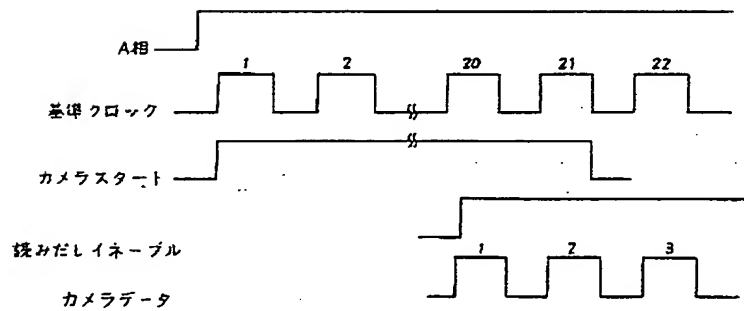 A相
1 2 20 21 22
基準クロック
カメラスタート
読みだしイネーブル
1 2 3
カメラデータ